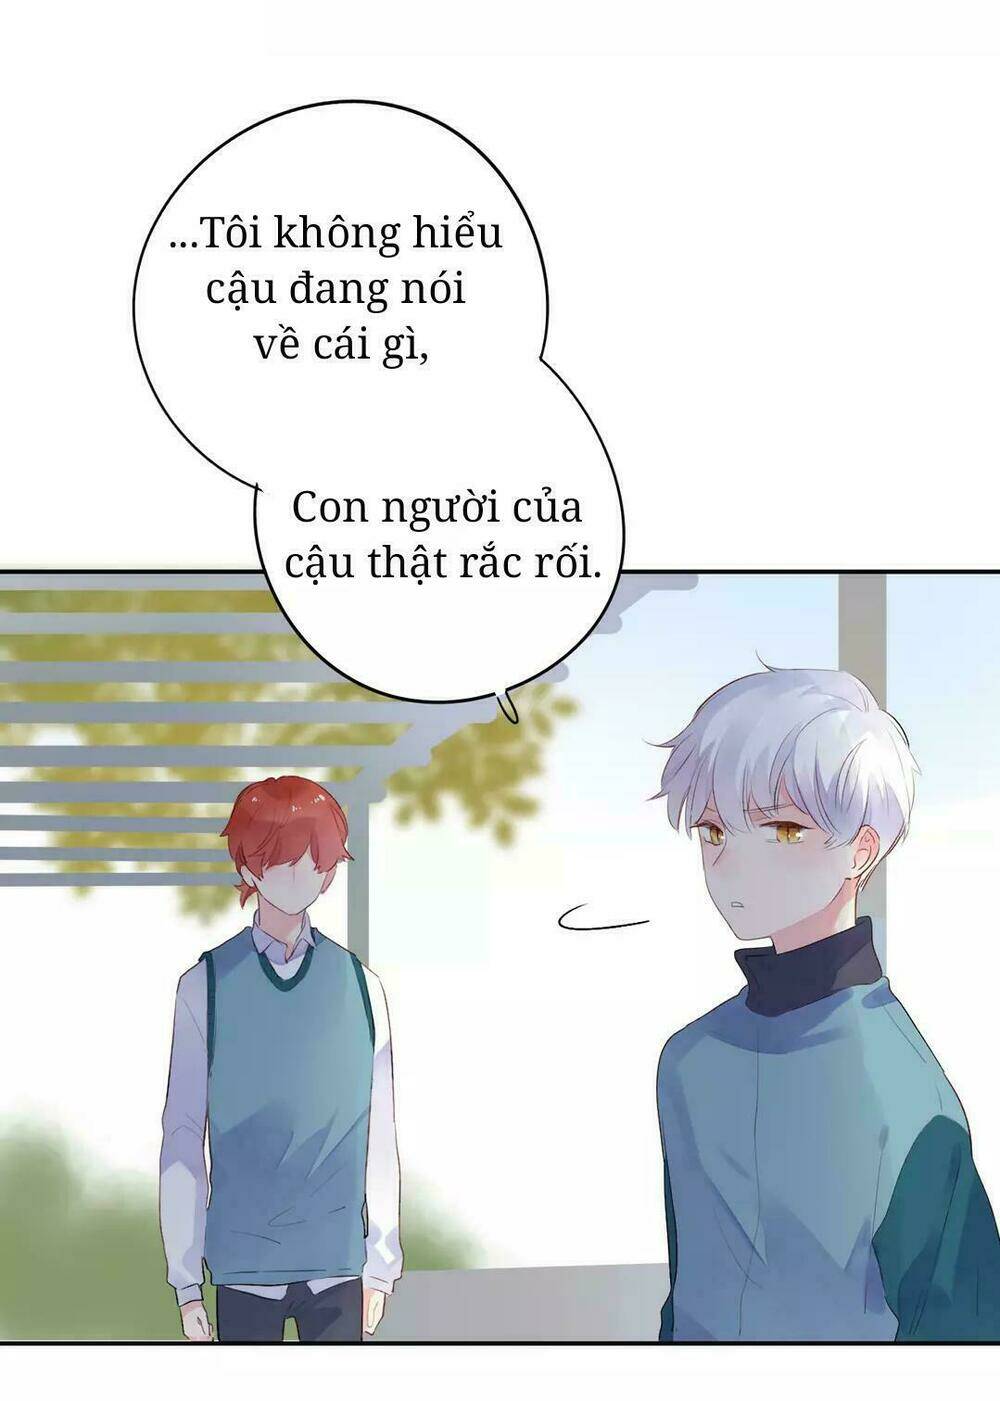 ...Tôi không hiểu
cậu đang nói
về cái gì,
Con người của
cậu thật rắc rối.